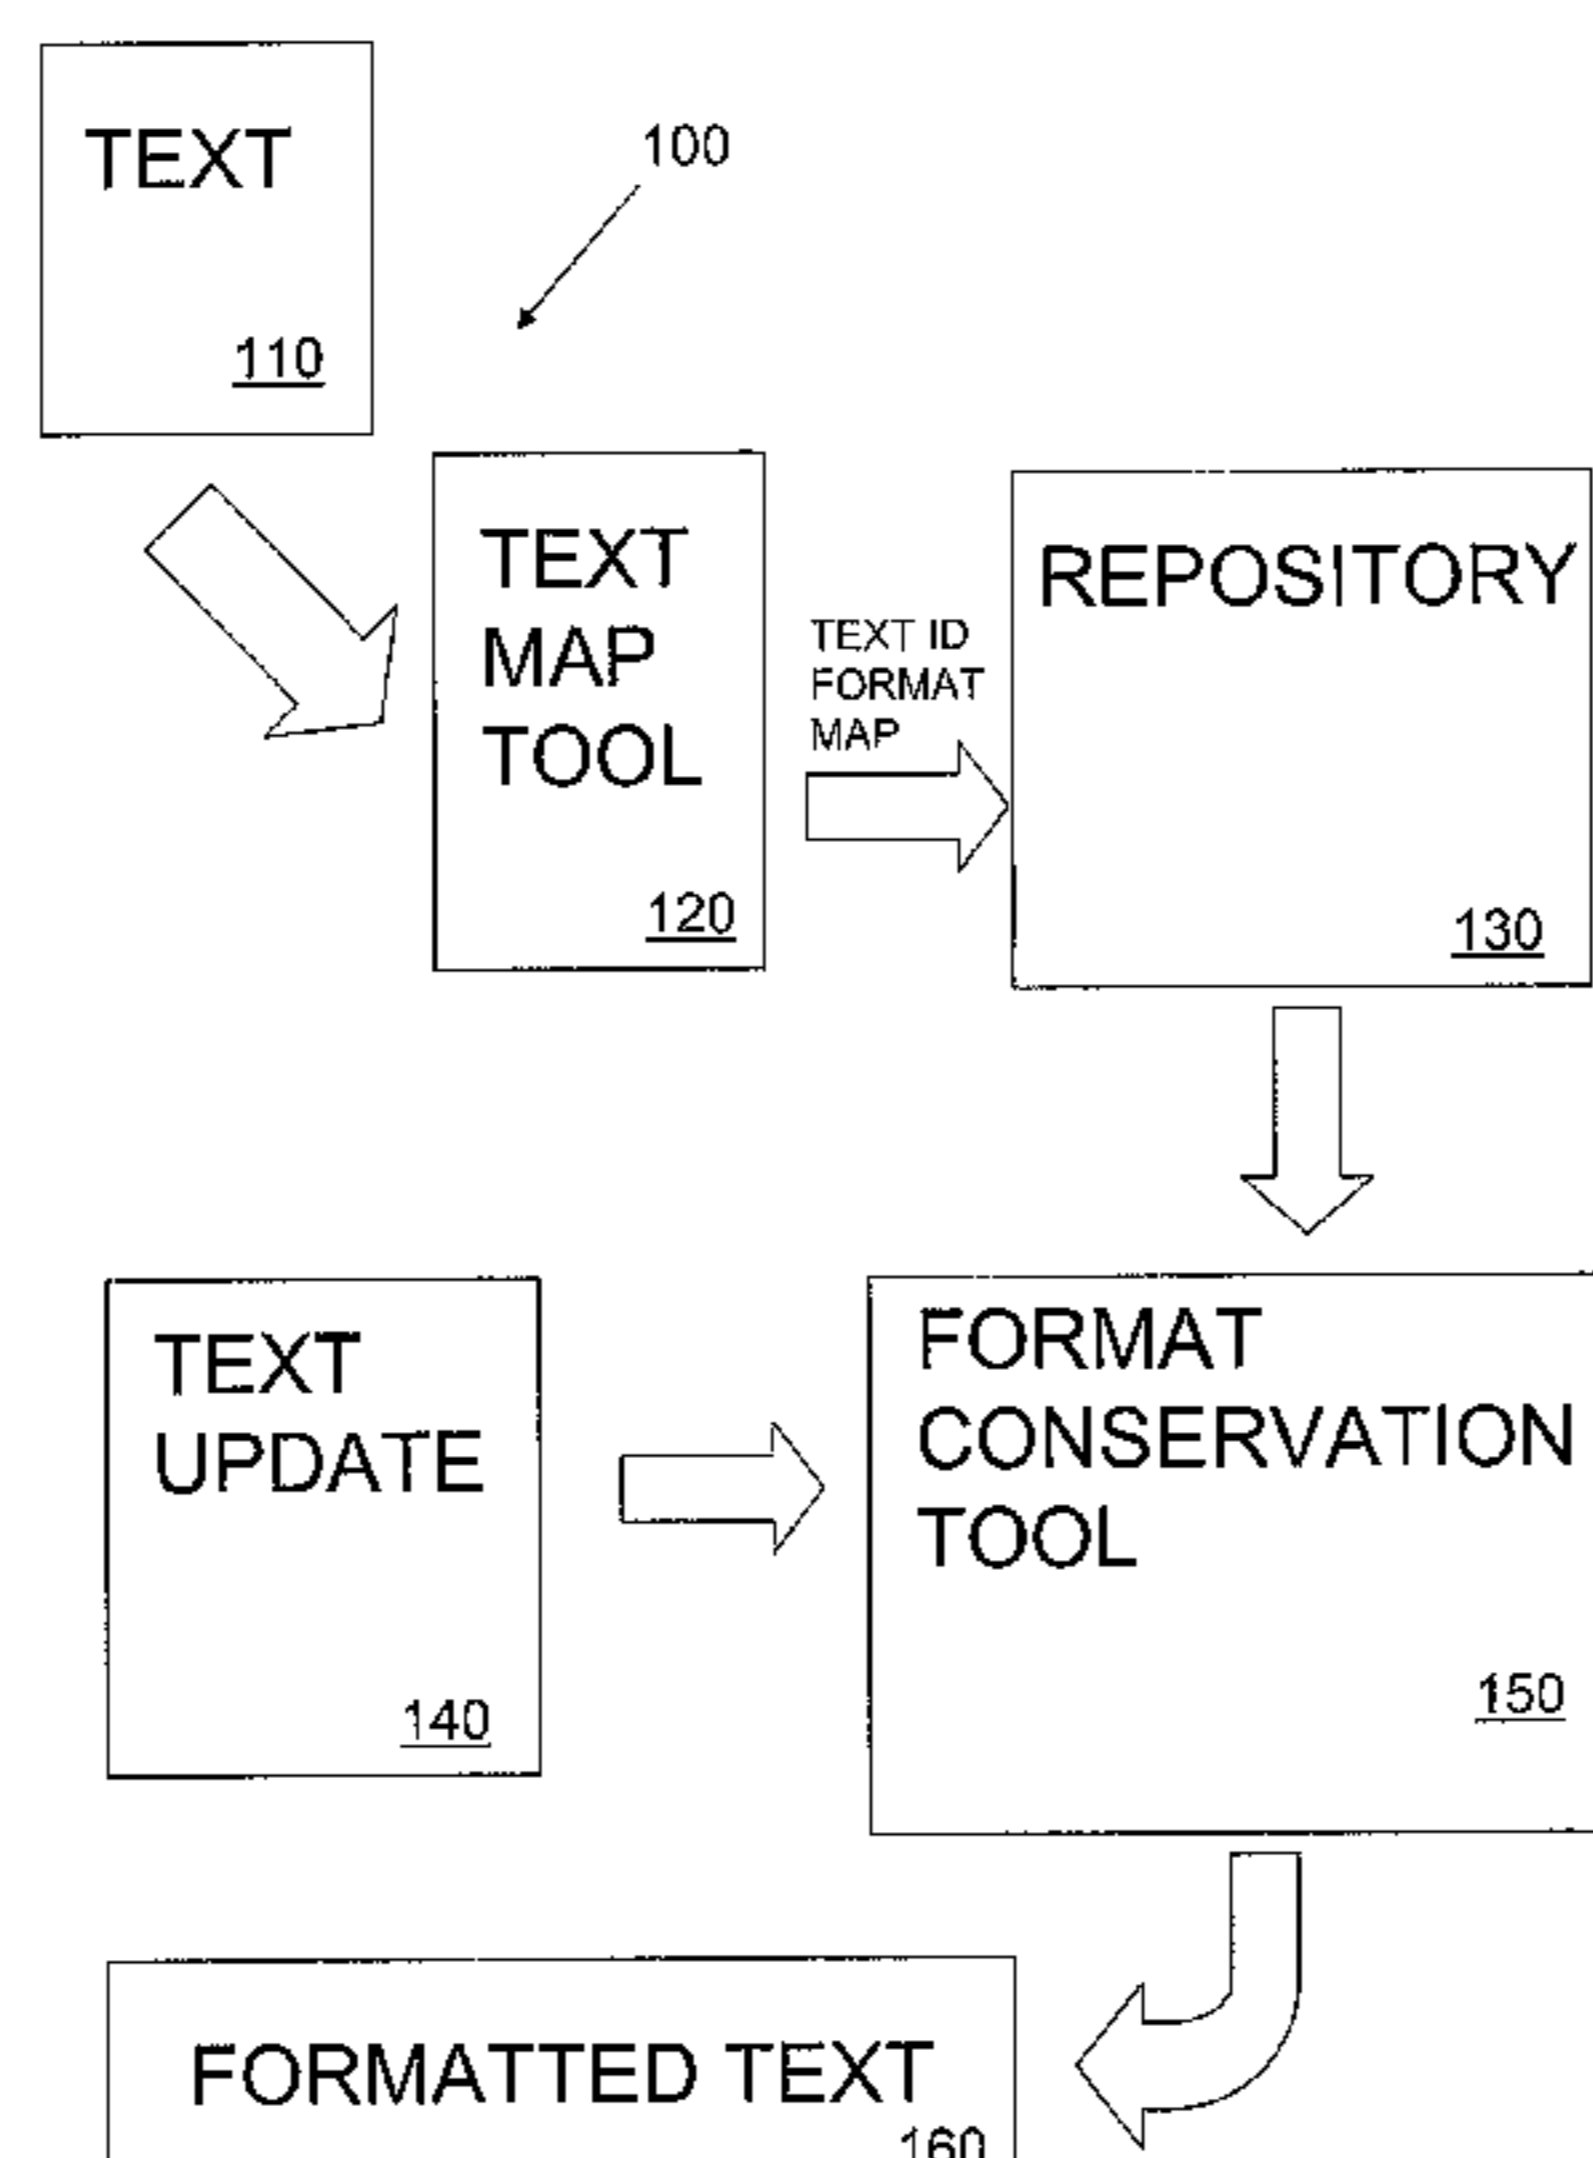 TEXT
110
100
TEXT
MAP
TOOL
120
TEXT ID
FORMAT
MAP
REPOSITORY
130
TEXT
UPDATE
140
FORMAT
CONSERVATION
TOOL
150
FORMATTED TEXT
160